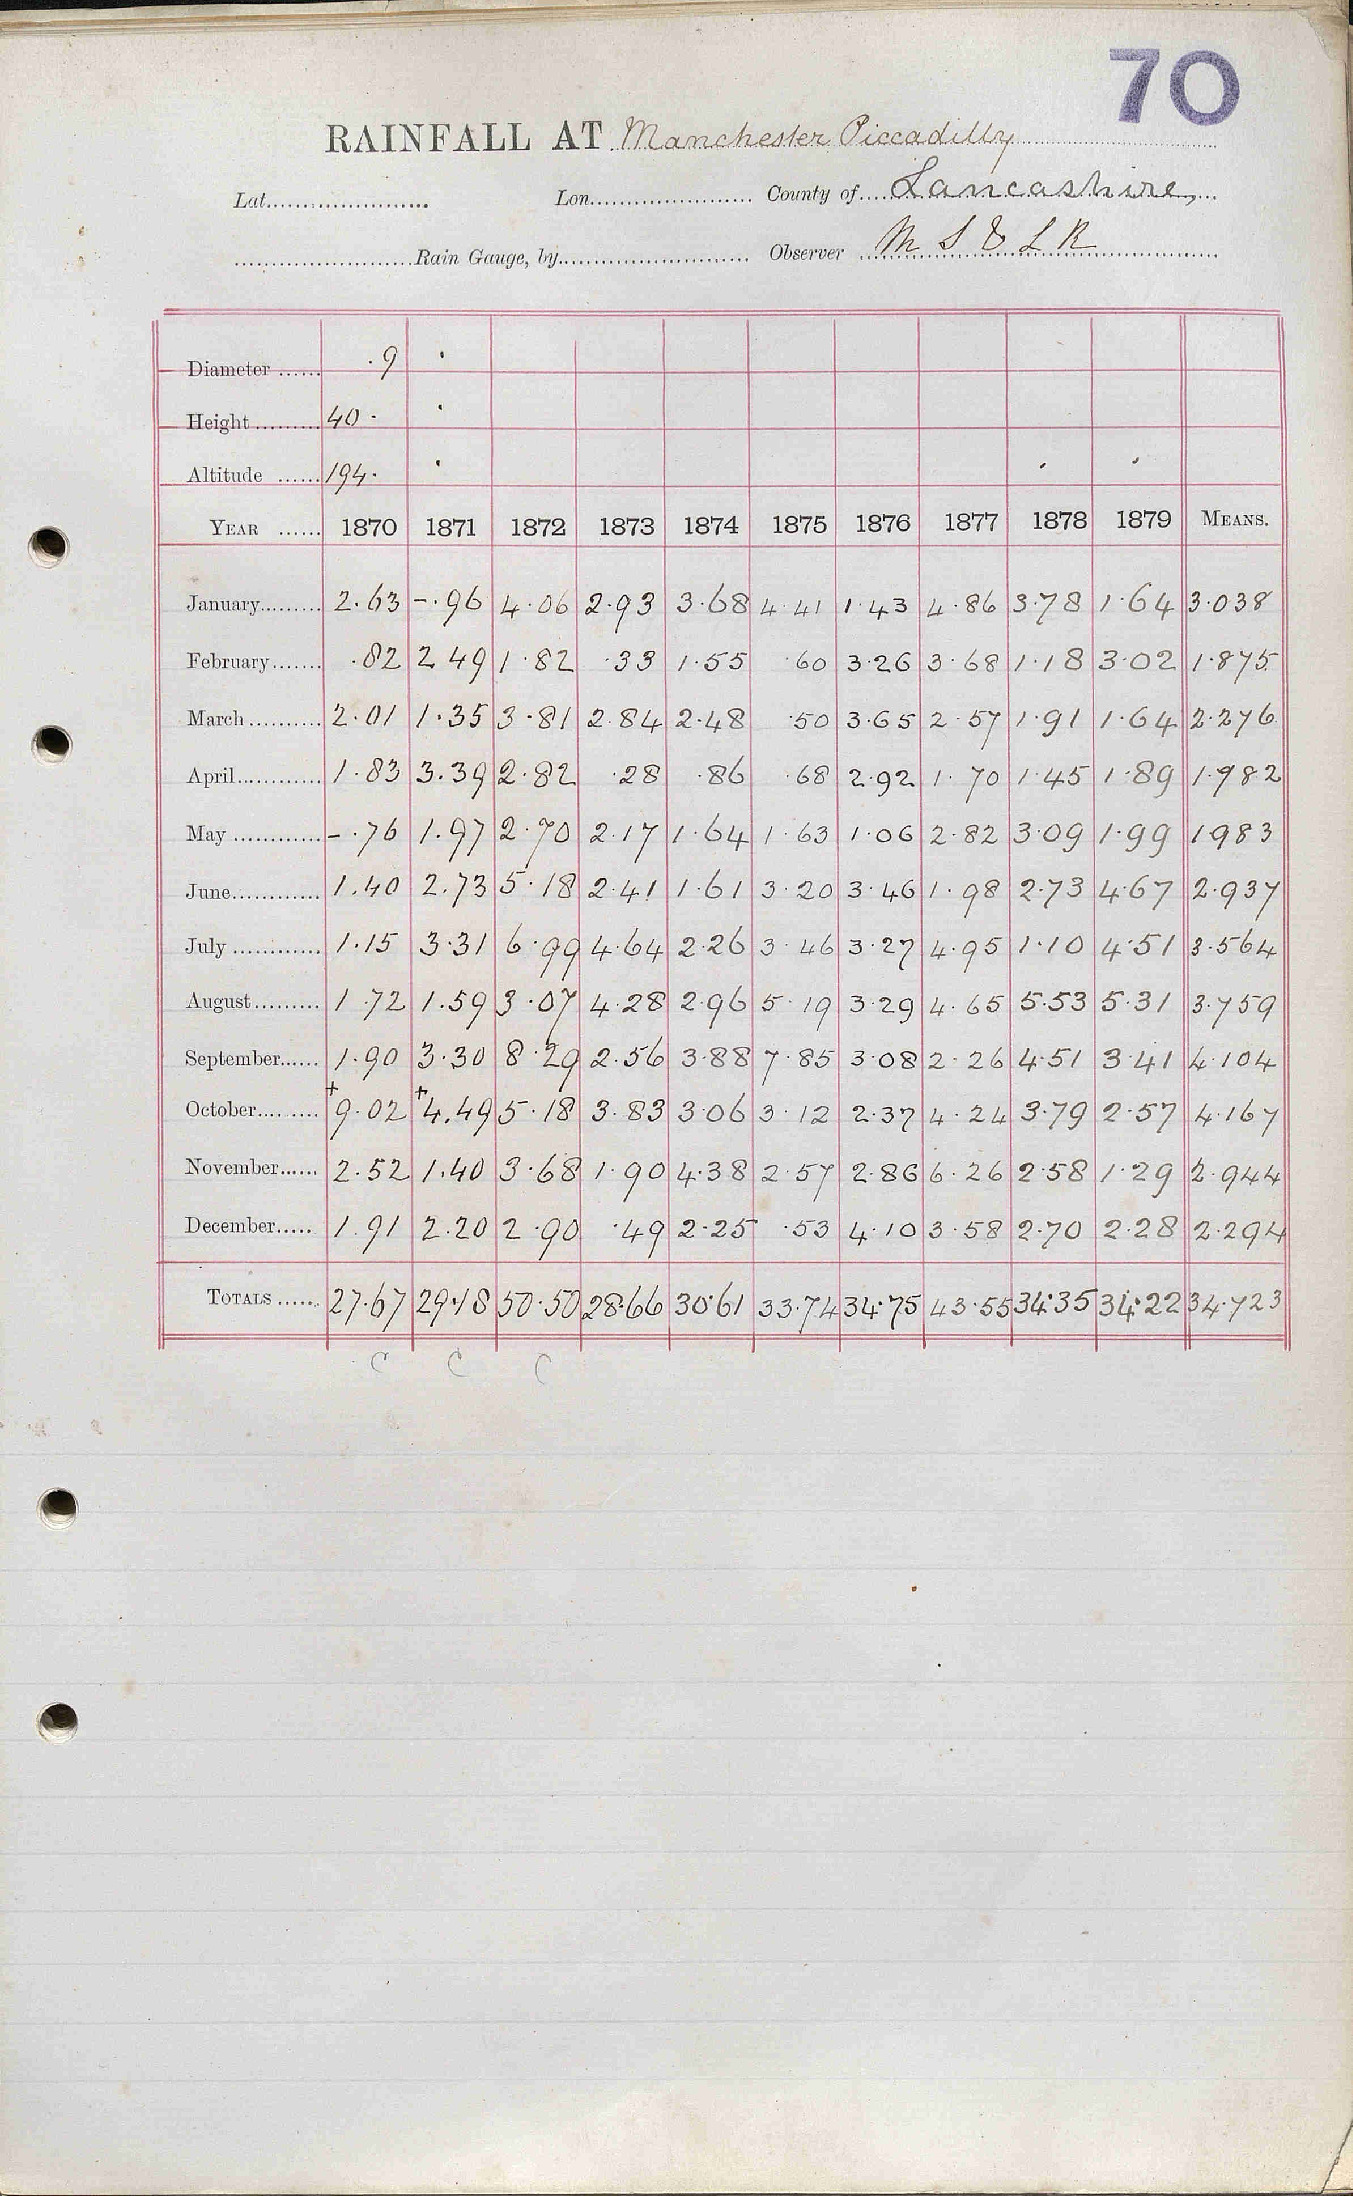 70
RAINFALL AT Manchester Piccadilly
Lat. Lon. County of Lancashire,
Rain Gauge, by Observer M S & L R
Diameter ...... .9 .
Height ......... 40. .
Altitude ...... 194. . . .
YEAR ...... 1870 1871 1872 1873 1874 1875 1876 1877 1878 1879 MEANS.
January......... 2.63 -.96 4.06 2.93 3.68 4.41 1.43 4.86 3.78 1.64 3.038
February....... .82 2.49 1.82 .33 1.55 .60 3.26 3.68 1.18 3.02 1.875
March.......... 2.01 1.35 3.81 2.84 2.48 .50 3.65 2.57 1.91 1.64 2.276
April............ 1.83 3.39 2.82 .28 .86 .68 2.92 1.70 1.45 1.89 1.982
May ............ -.76 1.97 2.70 2.17 1.64 1.63 1.06 2.82 3.09 1.99 1983
June............ 1.40 2.73 5.18 2.41 1.61 3.20 3.46 1.98 2.73 4.67 2.937
July ............ 1.15 3.31 6.99 4.64 2.26 3.46 3.27 4.95 1.10 4.51 3.564
August......... 1.72 1.59 3.07 4.28 2.96 5.19 3.29 4.65 5.53 5.31 3.759
September...... 1.90 3.30 8.29 2.56 3.88 7.85 3.08 2.26 4.51 3.41 4.104
October......... +9.02 +4.49 5.18 3.83 3.06 3.12 2.37 4.24 3.79 2.57 4.167
November...... 2.52 1.40 3.68 1.90 4.38 2.57 2.86 6.26 2.58 1.29 2.944
December..... 1.91 2.20 2.90 .49 2.25 .53 4.10 3.58 2.70 2.28 2.294
TOTALS ...... 27.67 29.18 50.50 28.66 30.61 33.74 34.75 43.55 34.35 34.22 34.723
C C C